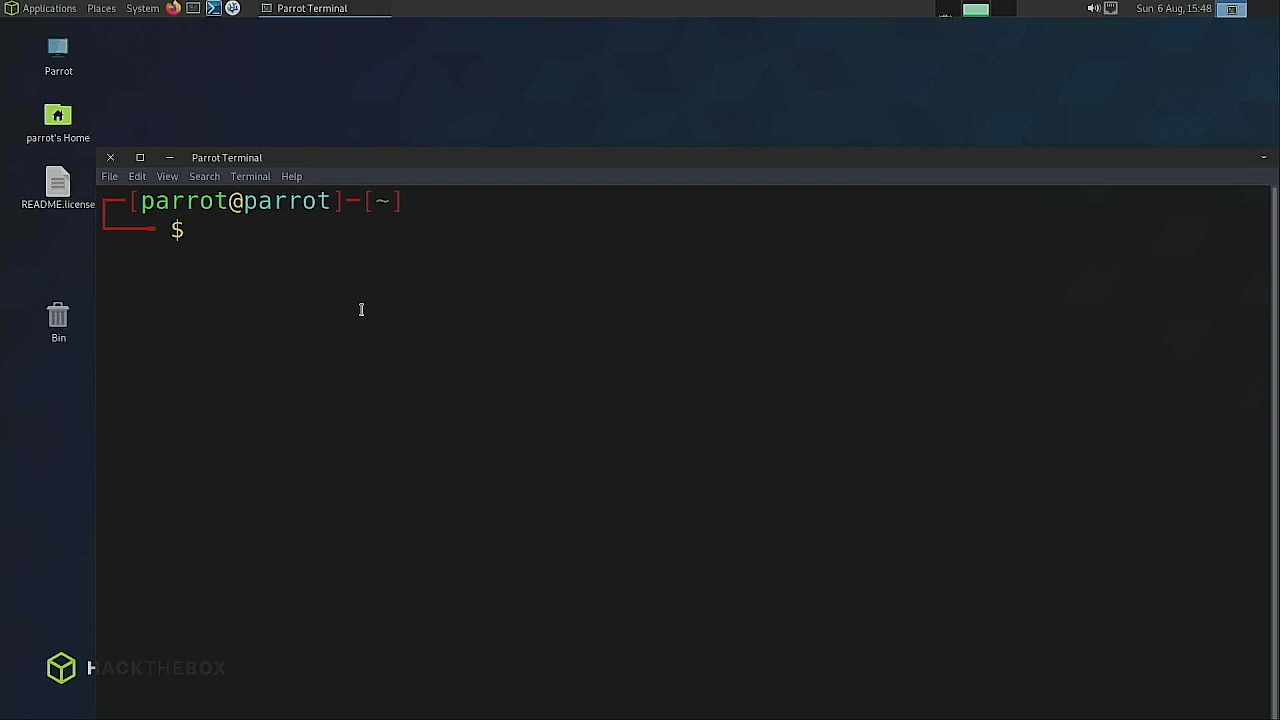 Applications Places System Parrot Terminal Sun 6 Aug, 15:48
Parrot
parrot's Home
README.license
Bin
Parrot Terminal
File Edit View Search Terminal Help
[parrot@parrot]─[~]
$
HACKTHEBOX